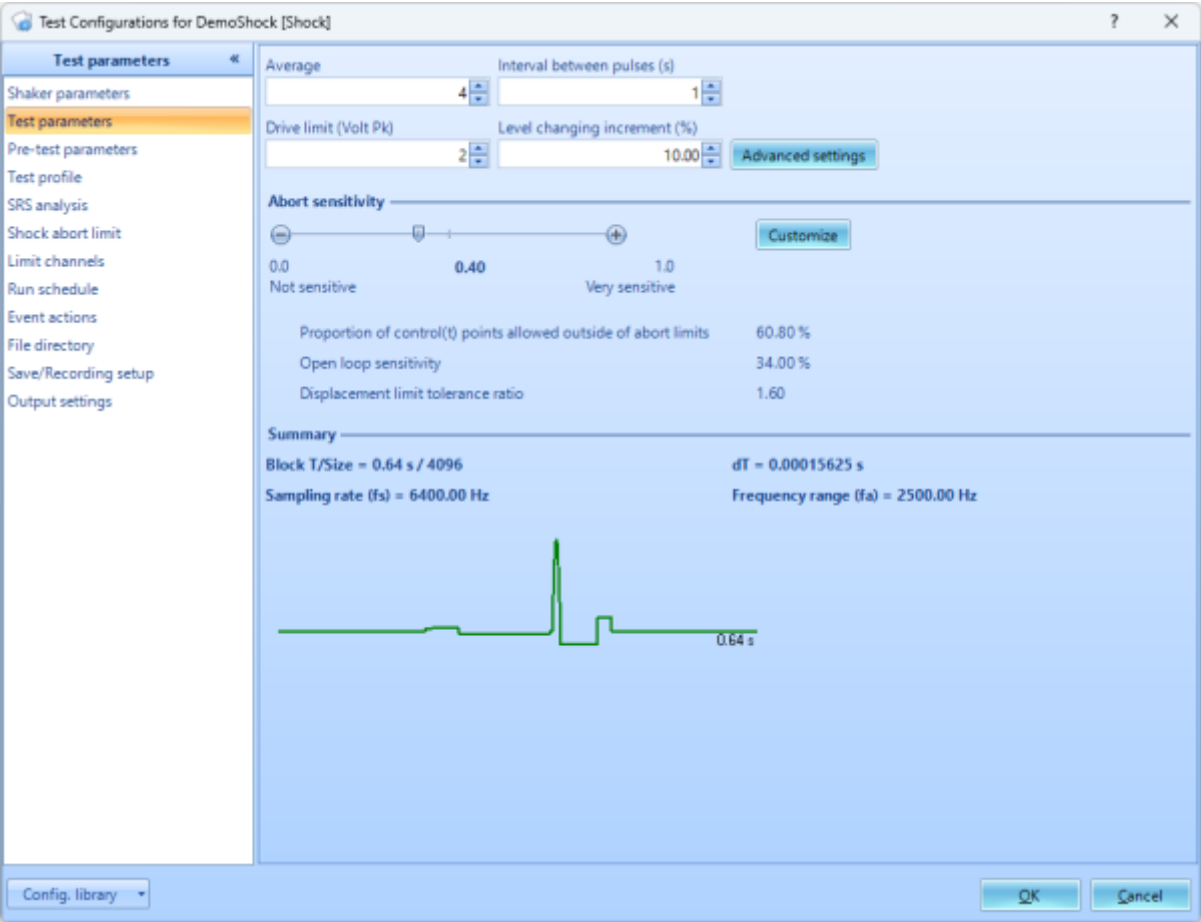 Test Configurations for DemoShock [Shock]
?
Test parameters
«
Shaker parameters
Test parameters
Pre-test parameters
Test profile
SRS analysis
Shock abort limit
Limit channels
Run schedule
Event actions
File directory
Save/Recording setup
Output settings
Average
Interval between pulses (s)
4
1
Drive limit (Volt Pk)
Level changing increment (%)
2
10.00
Advanced settings
Abort sensitivity
Customize
0.0
0.40
1.0
Not sensitive
Very sensitive
Proportion of control(t) points allowed outside of abort limits
60.80 %
Open loop sensitivity
34.00 %
Displacement limit tolerance ratio
1.60
Summary
Block T/Size = 0.64 s / 4096
dT = 0.00015625 s
Sampling rate (fs) = 6400.00 Hz
Frequency range (fa) = 2500.00 Hz
0.64 s
Config. library
OK
Cancel